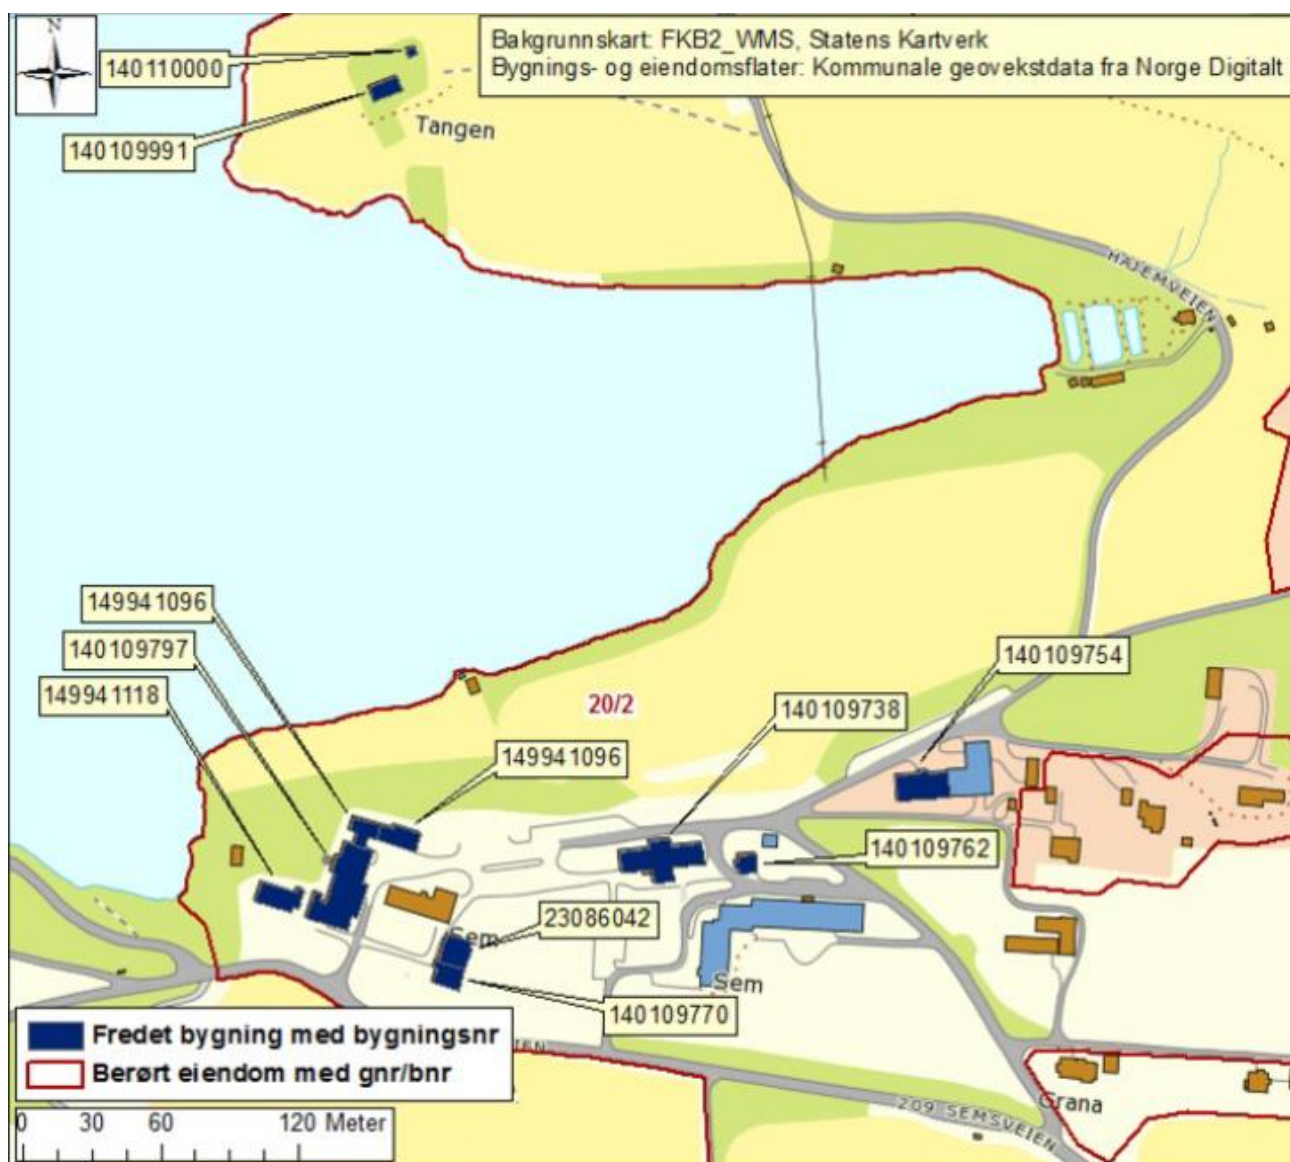 N
Bakgrunnskart: FKB2_WMS, Statens Kartverk
Bygnings- og eiendomsflater: Kommunale geovekstdata fra Norge Digitalt
140110000
140109991
Tangen
HAJEMVEIEN
149941096
140109797
149941118
140109754
20/2
140109738
149941096
140109762
23086042
Sem
Sem
140109770
Fredet bygning med bygningsnr
Berørt eiendom med gnr/bnr
Grana
209 SEMSVEIEN
0 30 60 120 Meter